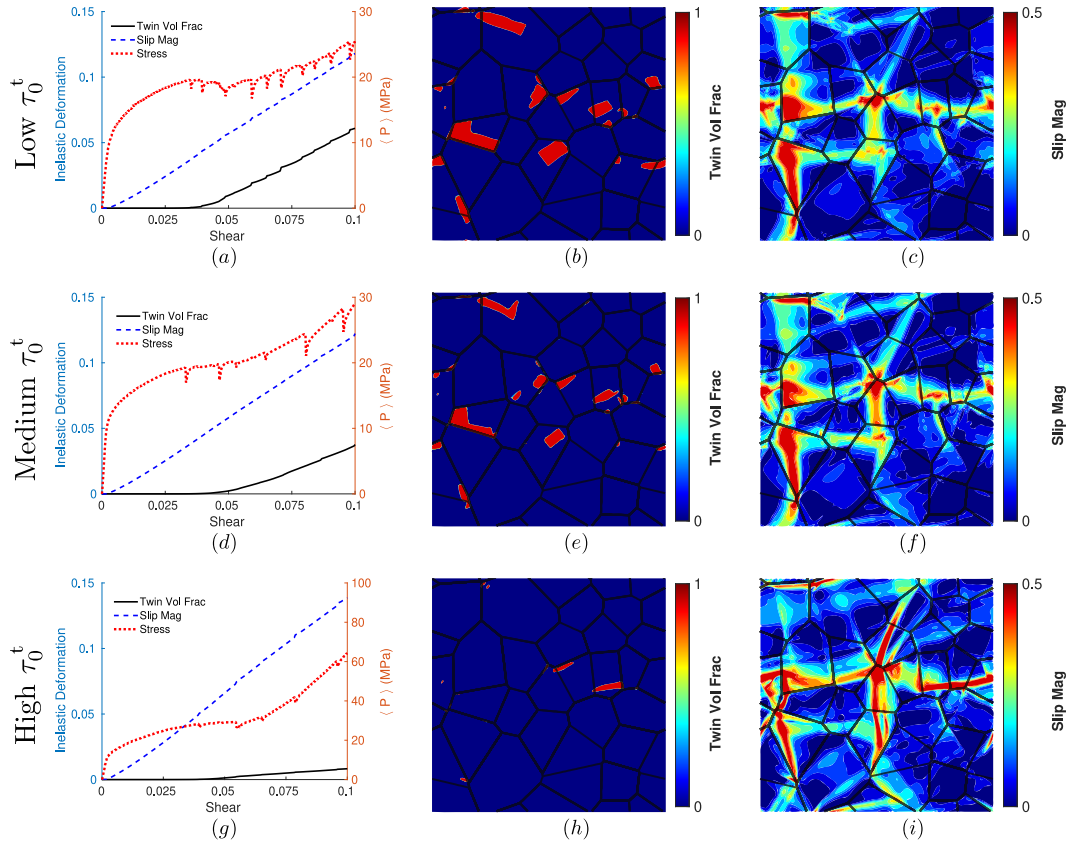 Low τ₀ᵗ
0.15
0.1
0.05
0
Inelastic Deformation
Twin Vol Frac
Slip Mag
Stress
30
20
10
0
⟨ P ⟩ (MPa)
0 0.025 0.05 0.075 0.1
Shear
(a)
1
0
Twin Vol Frac
(b)
0.5
0
Slip Mag
(c)
Medium τ₀ᵗ
0.15
0.1
0.05
0
Inelastic Deformation
Twin Vol Frac
Slip Mag
Stress
30
20
10
0
⟨ P ⟩ (MPa)
0 0.025 0.05 0.075 0.1
Shear
(d)
1
0
Twin Vol Frac
(e)
0.5
0
Slip Mag
(f)
High τ₀ᵗ
0.15
0.1
0.05
0
Inelastic Deformation
Twin Vol Frac
Slip Mag
Stress
100
80
60
40
20
0
⟨ P ⟩ (MPa)
0 0.025 0.05 0.075 0.1
Shear
(g)
1
0
Twin Vol Frac
(h)
0.5
0
Slip Mag
(i)